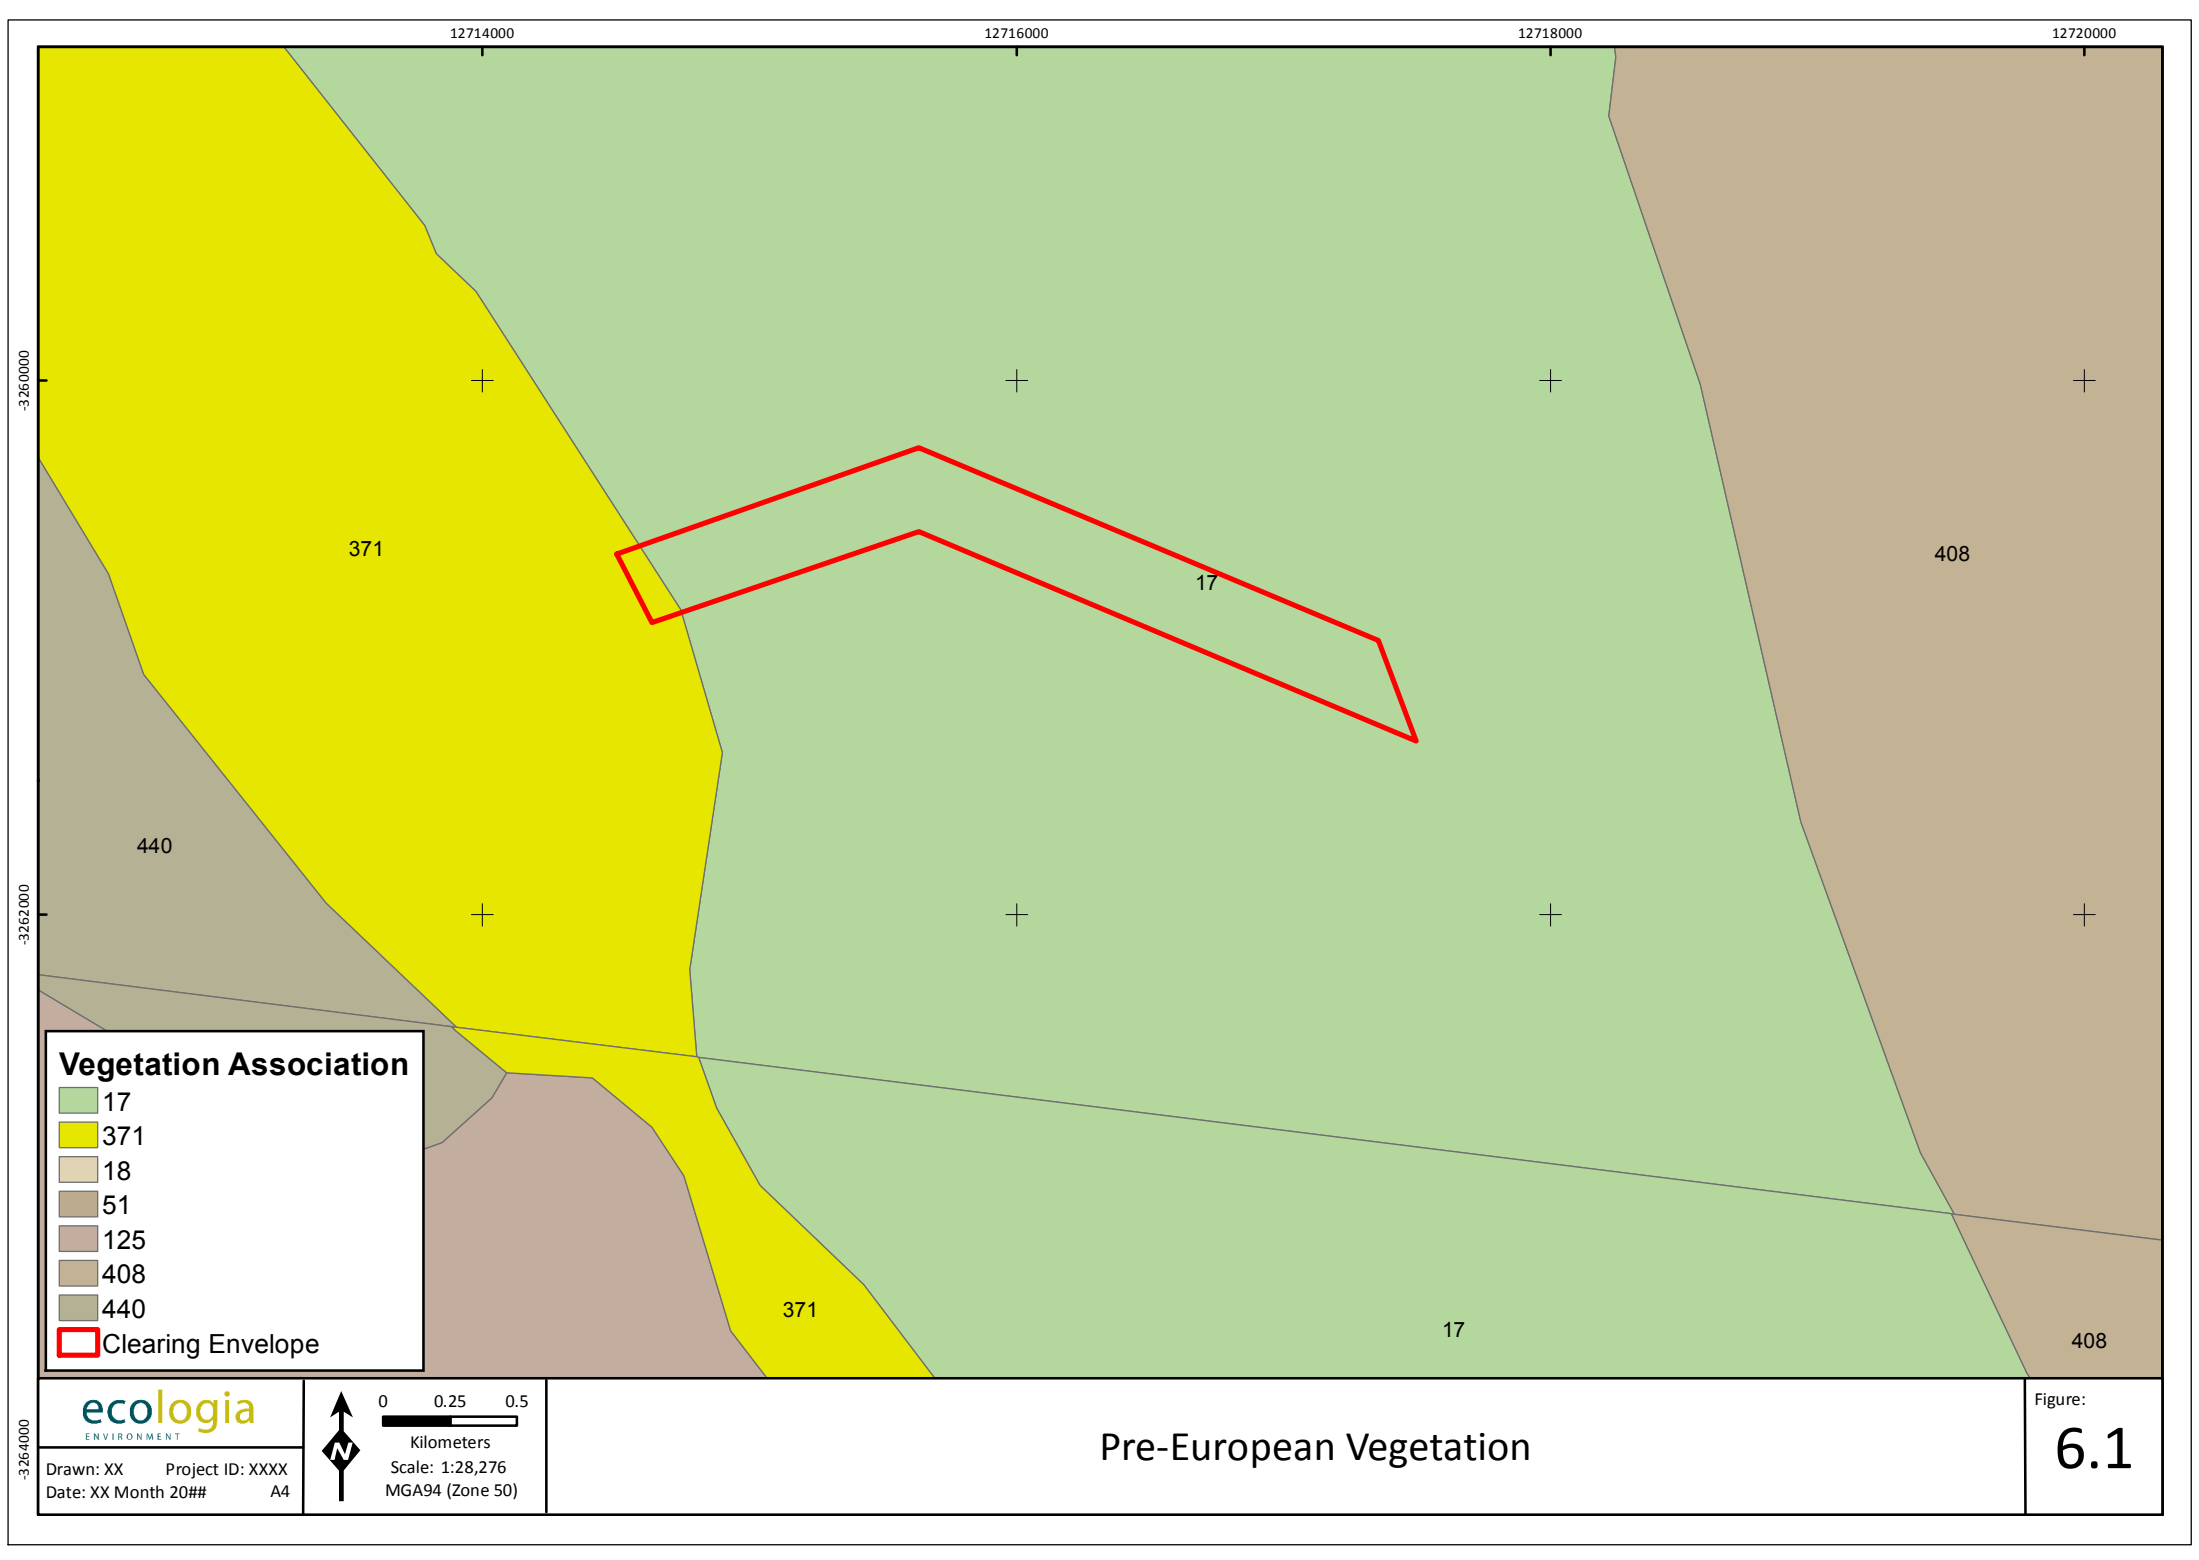 12714000
12716000
12718000
12720000
-3260000
371
17
408
440
-3262000
371
17
408
Vegetation Association
17
371
18
51
125
408
440
Clearing Envelope
-3264000
ecologia
ENVIRONMENT
Drawn: XX Project ID: XXXX
Date: XX Month 20## A4
N
0 0.25 0.5
Kilometers
Scale: 1:28,276
MGA94 (Zone 50)
Pre-European Vegetation
Figure:
6.1